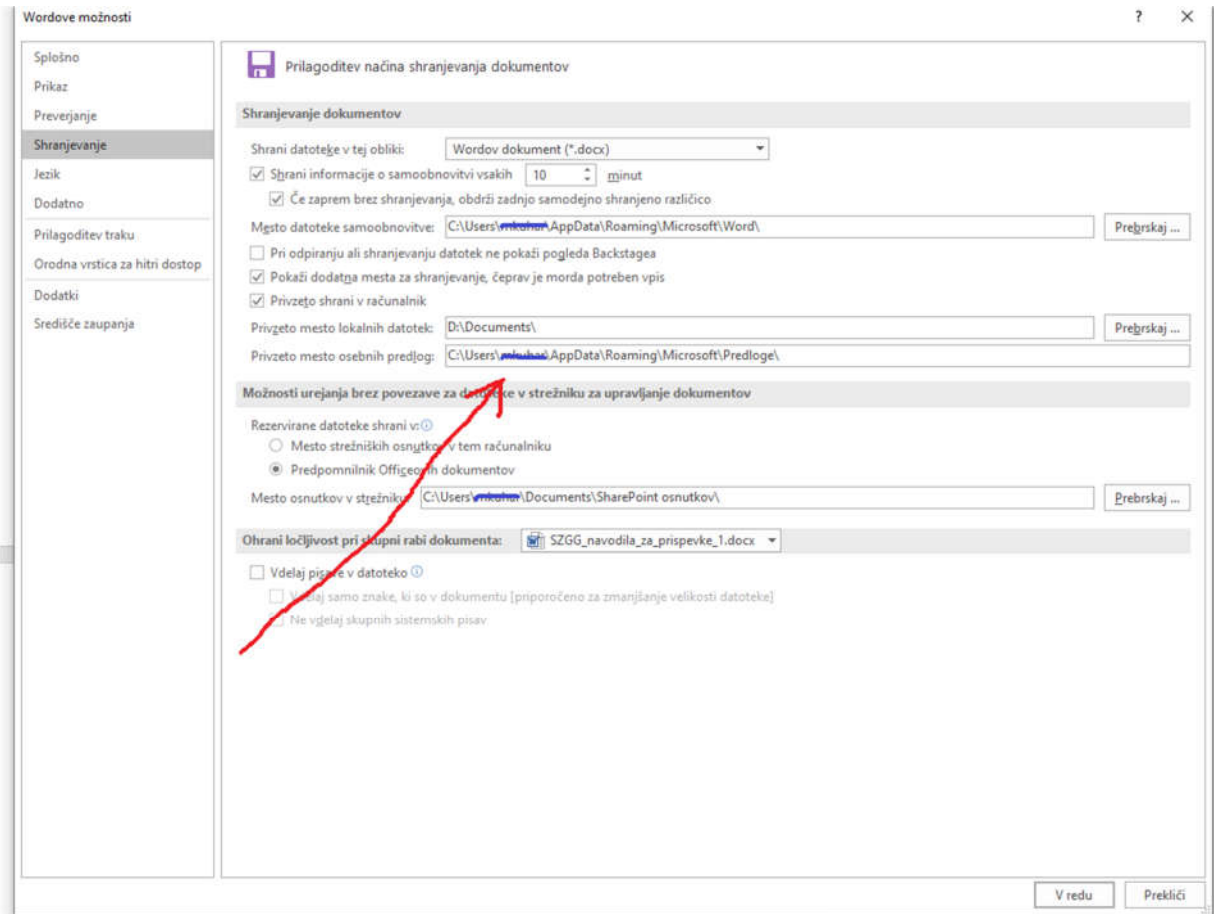 Wordove možnosti
Splošno
Prikaz
Preverjanje
Shranjevanje
Jezik
Dodatno
Prilagoditev traku
Orodna vrstica za hitri dostop
Dodatki
Središče zaupanja
Prilagoditev načina shranjevanja dokumentov
Shranjevanje dokumentov
Shrani datoteke v tej obliki: Wordov dokument (*.docx)
Shrani informacije o samoobnovitvi vsakih 10 minut
Če zaprem brez shranjevanja, obdrži zadnjo samodejno shranjeno različico
Mesto datoteke samoobnovitve: C:\Users\ \AppData\Roaming\Microsoft\Word\ Prebrskaj ...
Pri odpiranju ali shranjevanju datotek ne pokaži pogleda Backstagea
Pokaži dodatna mesta za shranjevanje, čeprav je morda potreben vpis
Privzeto shrani v računalnik
Privzeto mesto lokalnih datotek: D:\Documents\ Prebrskaj ...
Privzeto mesto osebnih predlog: C:\Users\ \AppData\Roaming\Microsoft\Predloge\
Možnosti urejanja brez povezave za datoteke v strežniku za upravljanje dokumentov
Rezervirane datoteke shrani v:
Mesto strežniških osnutkov v tem računalniku
Predpomnilnik Officeovih dokumentov
Mesto osnutkov v strežniku: C:\Users\ \Documents\SharePoint osnutkov\ Prebrskaj ...
Ohrani ločljivost pri skupni rabi dokumenta: SZGG_navodila_za_prispevke_1.docx
Vdelaj pisave v datoteko
Vdelaj samo znake, ki so v dokumentu [priporočeno za zmanjšanje velikosti datoteke]
Ne vdelaj skupnih sistemskih pisav
V redu Prekliči